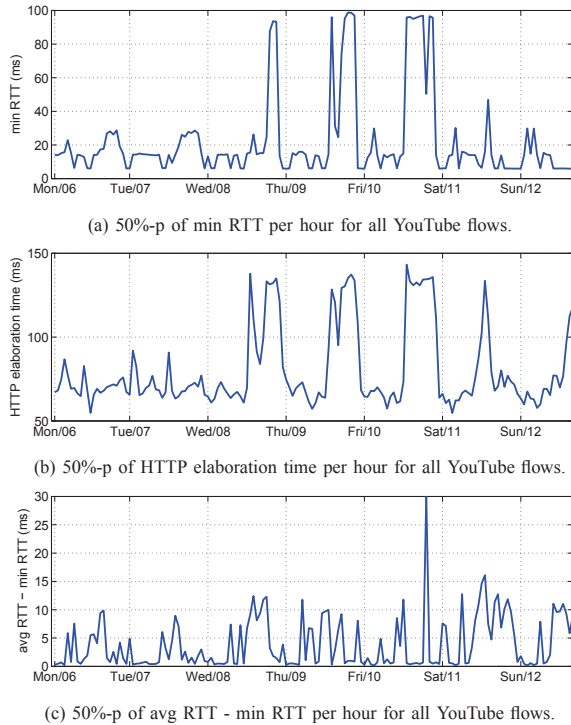 100
80
60
40
20
0
min RTT (ms)
Mon/06 Tue/07 Wed/08 Thu/09 Fri/10 Sat/11 Sun/12
(a) 50%-p of min RTT per hour for all YouTube flows.
150
100
50
HTTP elaboration time (ms)
Mon/06 Tue/07 Wed/08 Thu/09 Fri/10 Sat/11 Sun/12
(b) 50%-p of HTTP elaboration time per hour for all YouTube flows.
30
25
20
15
10
5
0
avg RTT − min RTT (ms)
Mon/06 Tue/07 Wed/08 Thu/09 Fri/10 Sat/11 Sun/12
(c) 50%-p of avg RTT - min RTT per hour for all YouTube flows.